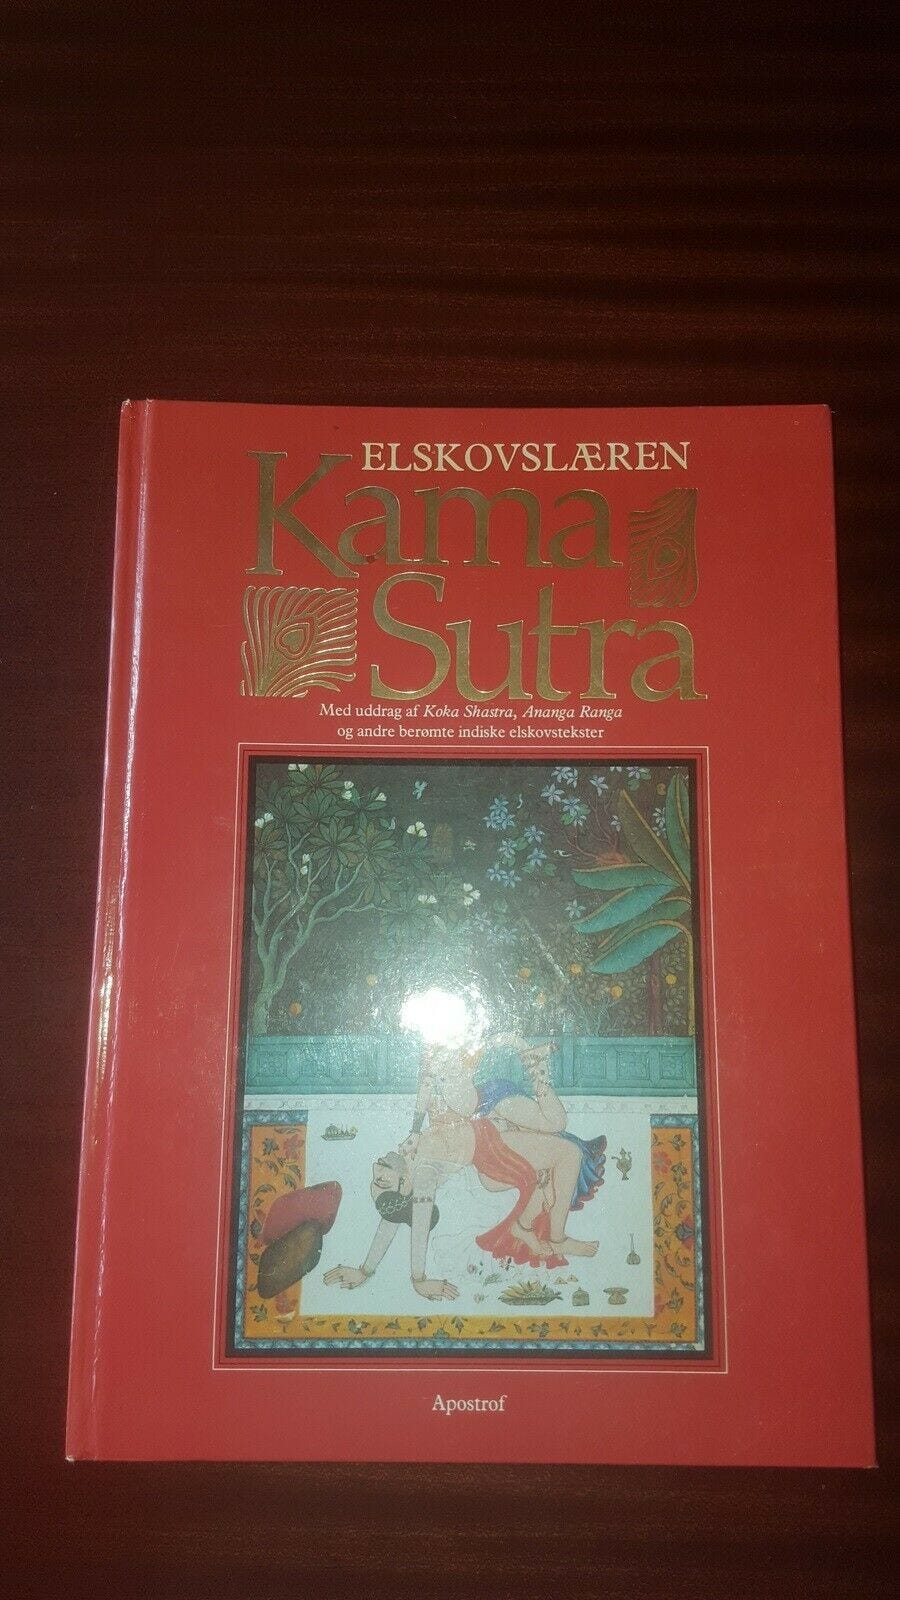 ELSKOVSLÆREN
Kama
Sutra
Med uddrag af Koka Shastra, Ananga Ranga
og andre berømte indiske elskovstekster
Apostrof